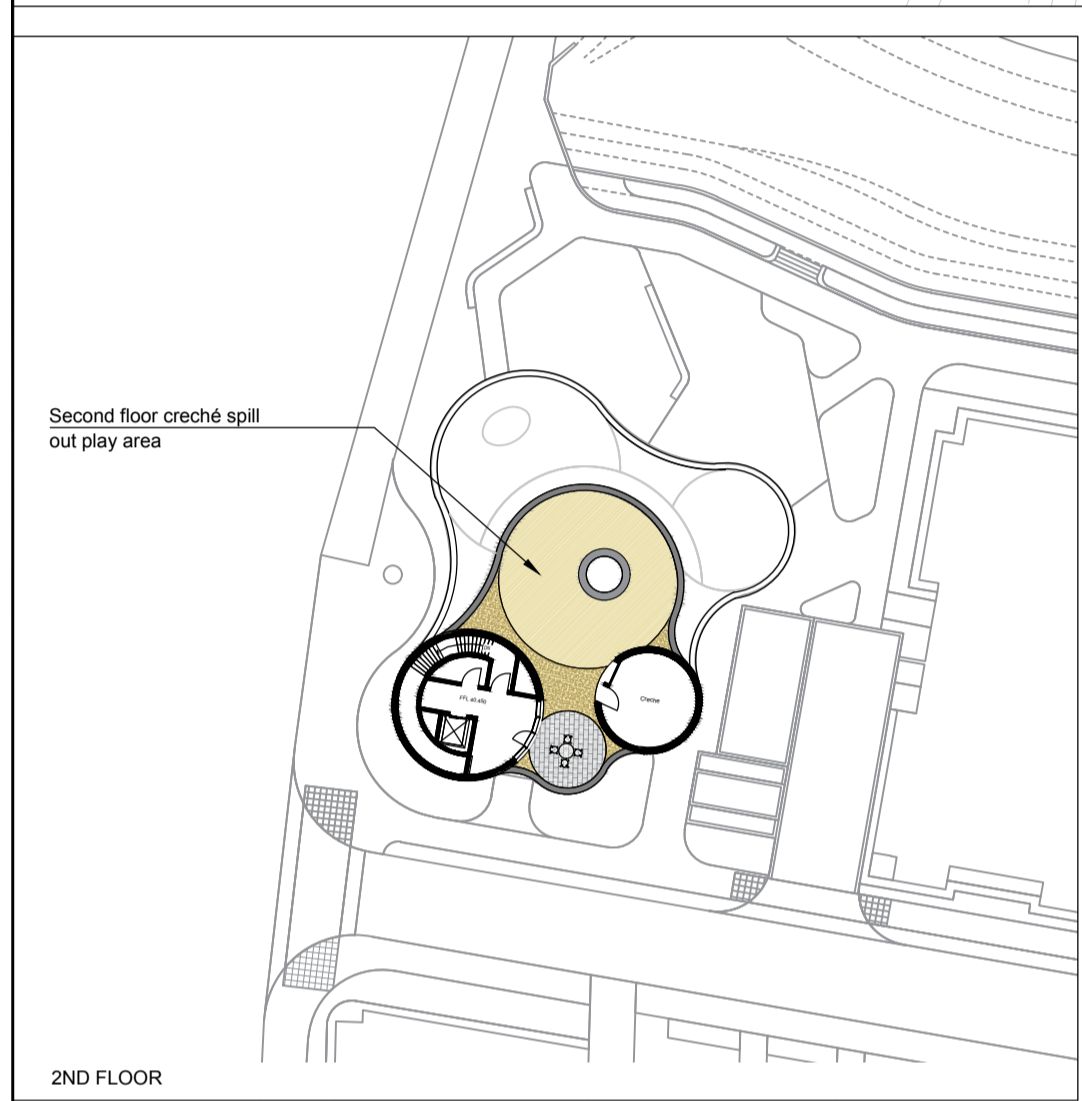 Second floor creché spill
out play area
FFL 40.450
Creche
2ND FLOOR